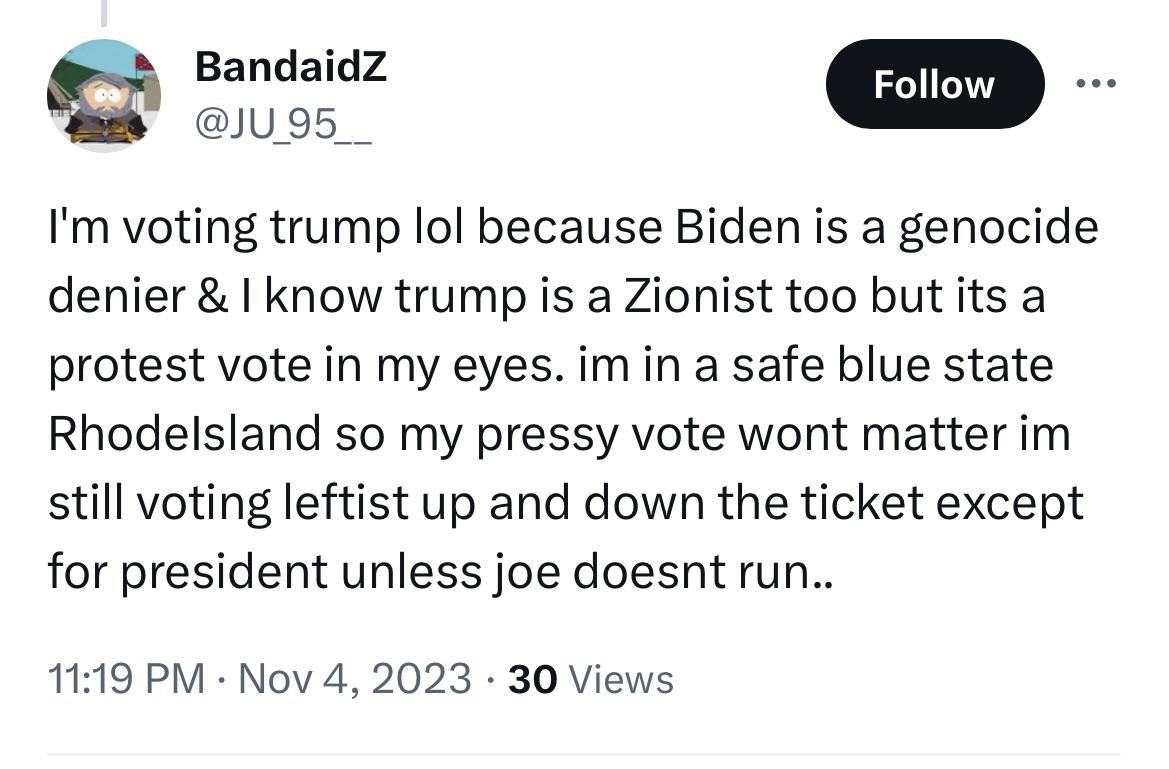 BandaidZ
@JU_95__
Follow
I'm voting trump lol because Biden is a genocide
denier & I know trump is a Zionist too but its a
protest vote in my eyes. im in a safe blue state
RhodeIsland so my pressy vote wont matter im
still voting leftist up and down the ticket except
for president unless joe doesnt run..
11:19 PM · Nov 4, 2023 · 30 Views